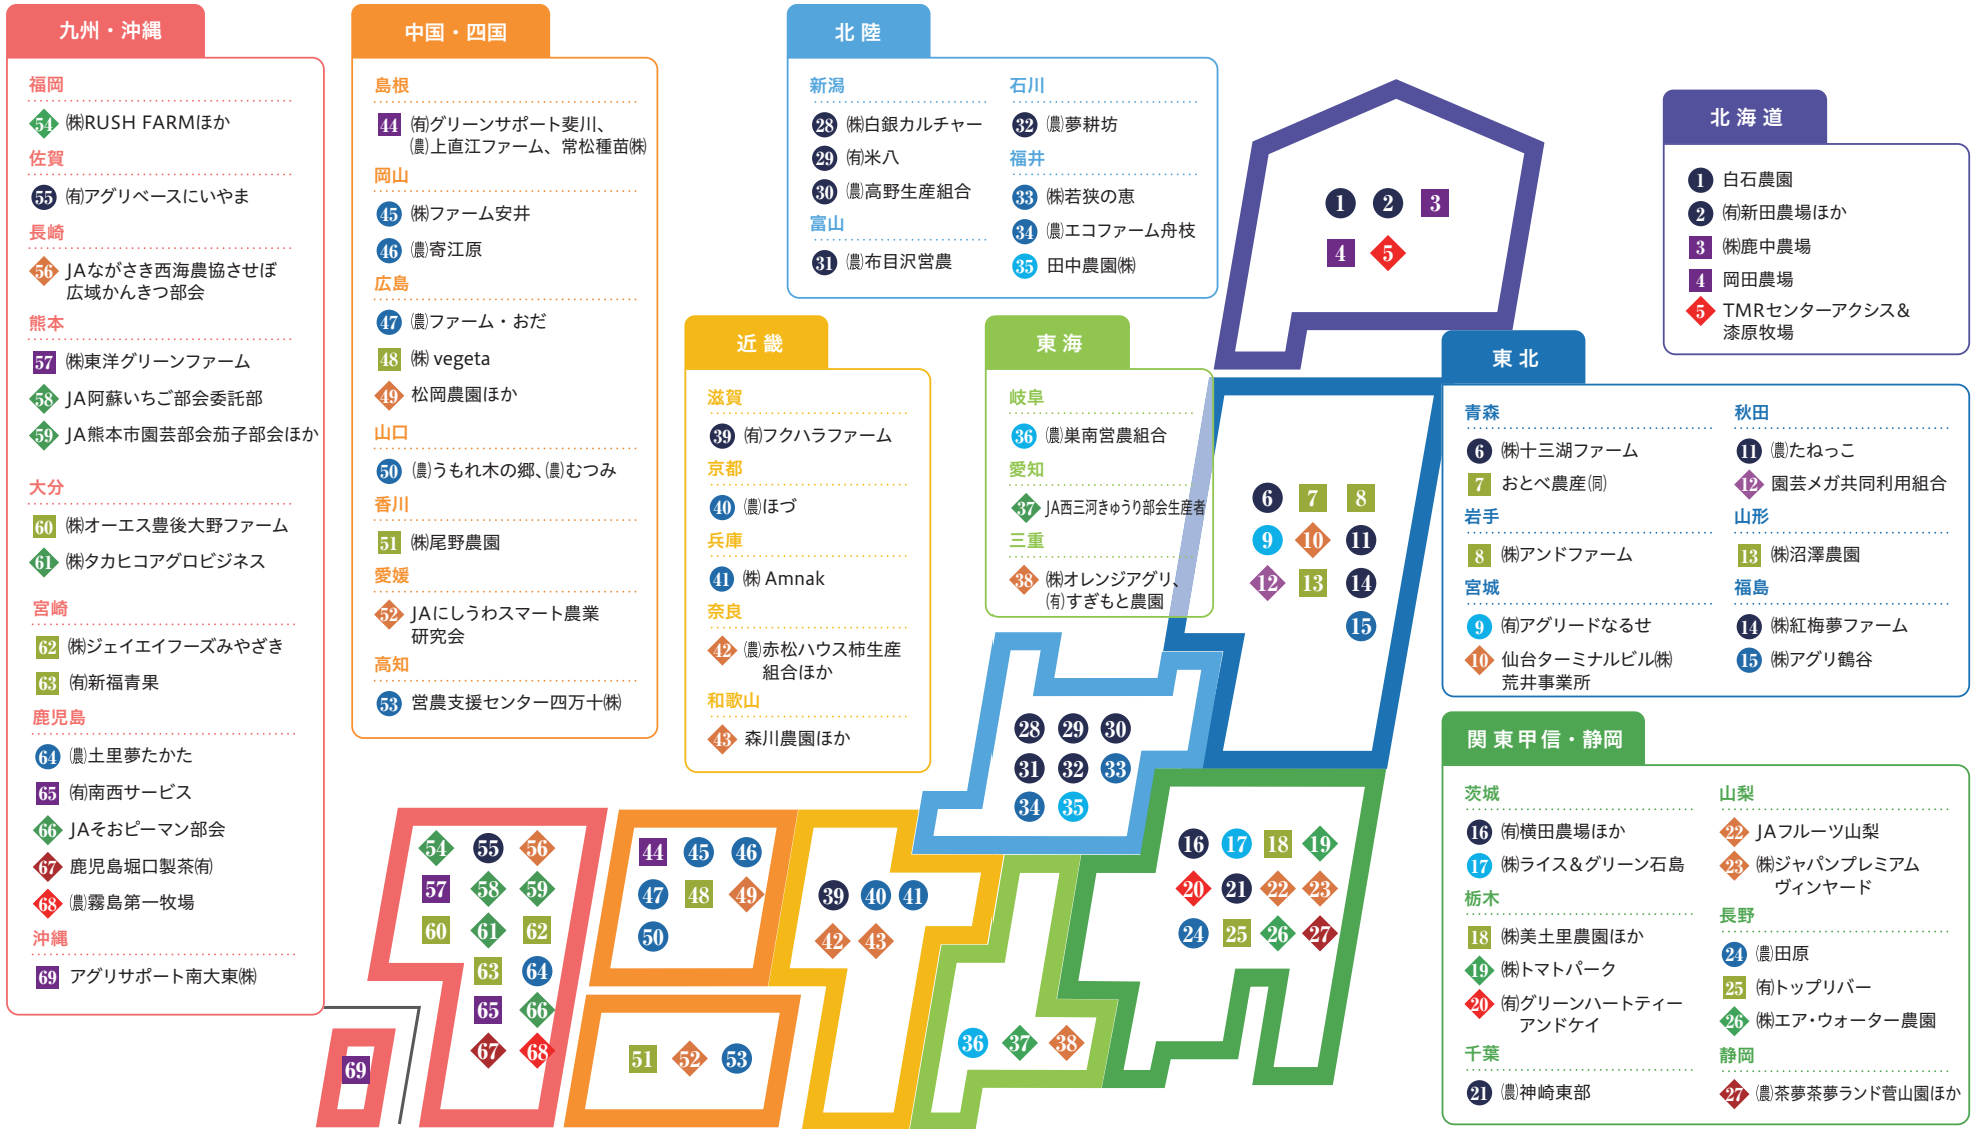 九州・沖縄
福岡
54 ㈱RUSH FARMほか
佐賀
55 ㈲アグリベースにいやま
長崎
56 JAながさき西海農協させぼ
広域かんきつ部会
熊本
57 ㈱東洋グリーンファーム
58 JA阿蘇いちご部会委託部
59 JA熊本市園芸部会茄子部会ほか
大分
60 ㈱オーエス豊後大野ファーム
61 ㈱タカヒコアグロビジネス
宮崎
62 ㈱ジェイエイフーズみやざき
63 ㈲新福青果
鹿児島
64 ㈭土里夢たかた
65 ㈲南西サービス
66 JAそおピーマン部会
67 鹿児島堀口製茶㈲
68 (農)霧島第一牧場
沖縄
69 アグリサポート南大東㈱
中国・四国
島根
44 ㈲グリーンサポート斐川、
(農)上直江ファーム、常松種苗㈱
岡山
45 ㈱ファーム安井
46 (農)寄江原
広島
47 (農)ファーム・おだ
48 ㈱ vegeta
49 松岡農園ほか
山口
50 (農)うもれ木の郷、(農)むつみ
香川
51 ㈱尾野農園
愛媛
52 JAにしうわスマート農業
研究会
高知
53 営農支援センター四万十㈱
北陸
新潟
28 ㈱白銀カルチャー
29 ㈲米八
30 (農)高野生産組合
富山
31 (農)布目沢営農
石川
32 (農)夢耕坊
福井
33 ㈱若狭の恵
34 (農)エコファーム舟枝
35 田中農園㈱
近畿
滋賀
39 ㈲フクハラファーム
京都
40 (農)ほづ
兵庫
41 ㈱ Amnak
奈良
42 (農)赤松ハウス柿生産
組合ほか
和歌山
43 森川農園ほか
東海
岐阜
36 (農)巣南営農組合
愛知
37 JA西三河きゅうり部会生産者
三重
38 ㈱オレンジアグリ、
㈲すぎもと農園
北海道
1 白石農園
2 ㈲新田農場ほか
3 ㈱鹿中農場
4 岡田農場
5 TMRセンターアクシス＆
漆原牧場
東北
青森
6 ㈱十三湖ファーム
7 おとべ農産(同)
岩手
8 ㈱アンドファーム
宮城
9 ㈲アグリードなるせ
10 仙台ターミナルビル㈱
荒井事業所
秋田
11 (農)たねっこ
12 園芸メガ共同利用組合
山形
13 ㈱沼澤農園
福島
14 ㈱紅梅夢ファーム
15 ㈱アグリ鶴谷
関東甲信・静岡
茨城
16 ㈲横田農場ほか
17 ㈱ライス＆グリーン石島
栃木
18 ㈱美土里農園ほか
19 ㈱トマトパーク
20 ㈲グリーンハートティー
アンドケイ
千葉
21 (農)神崎東部
山梨
22 JAフルーツ山梨
23 ㈱ジャパンプレミアム
ヴィンヤード
長野
24 (農)田原
25 ㈲トップリバー
26 ㈱エア・ウォーター農園
静岡
27 (農)茶夢茶夢ランド菅山園ほか
1 2 3
4 5
6 7 8
9 10 11
12 13 14
15
28 29 30
31 32 33
34 35
16 17 18 19
20 21 22 23
24 25 26 27
36 37 38
39 40 41
42 43
44 45 46
47 48 49
50
51 52 53
54 55 56
57 58 59
60 61 62
63 64
65 66
67 68
69